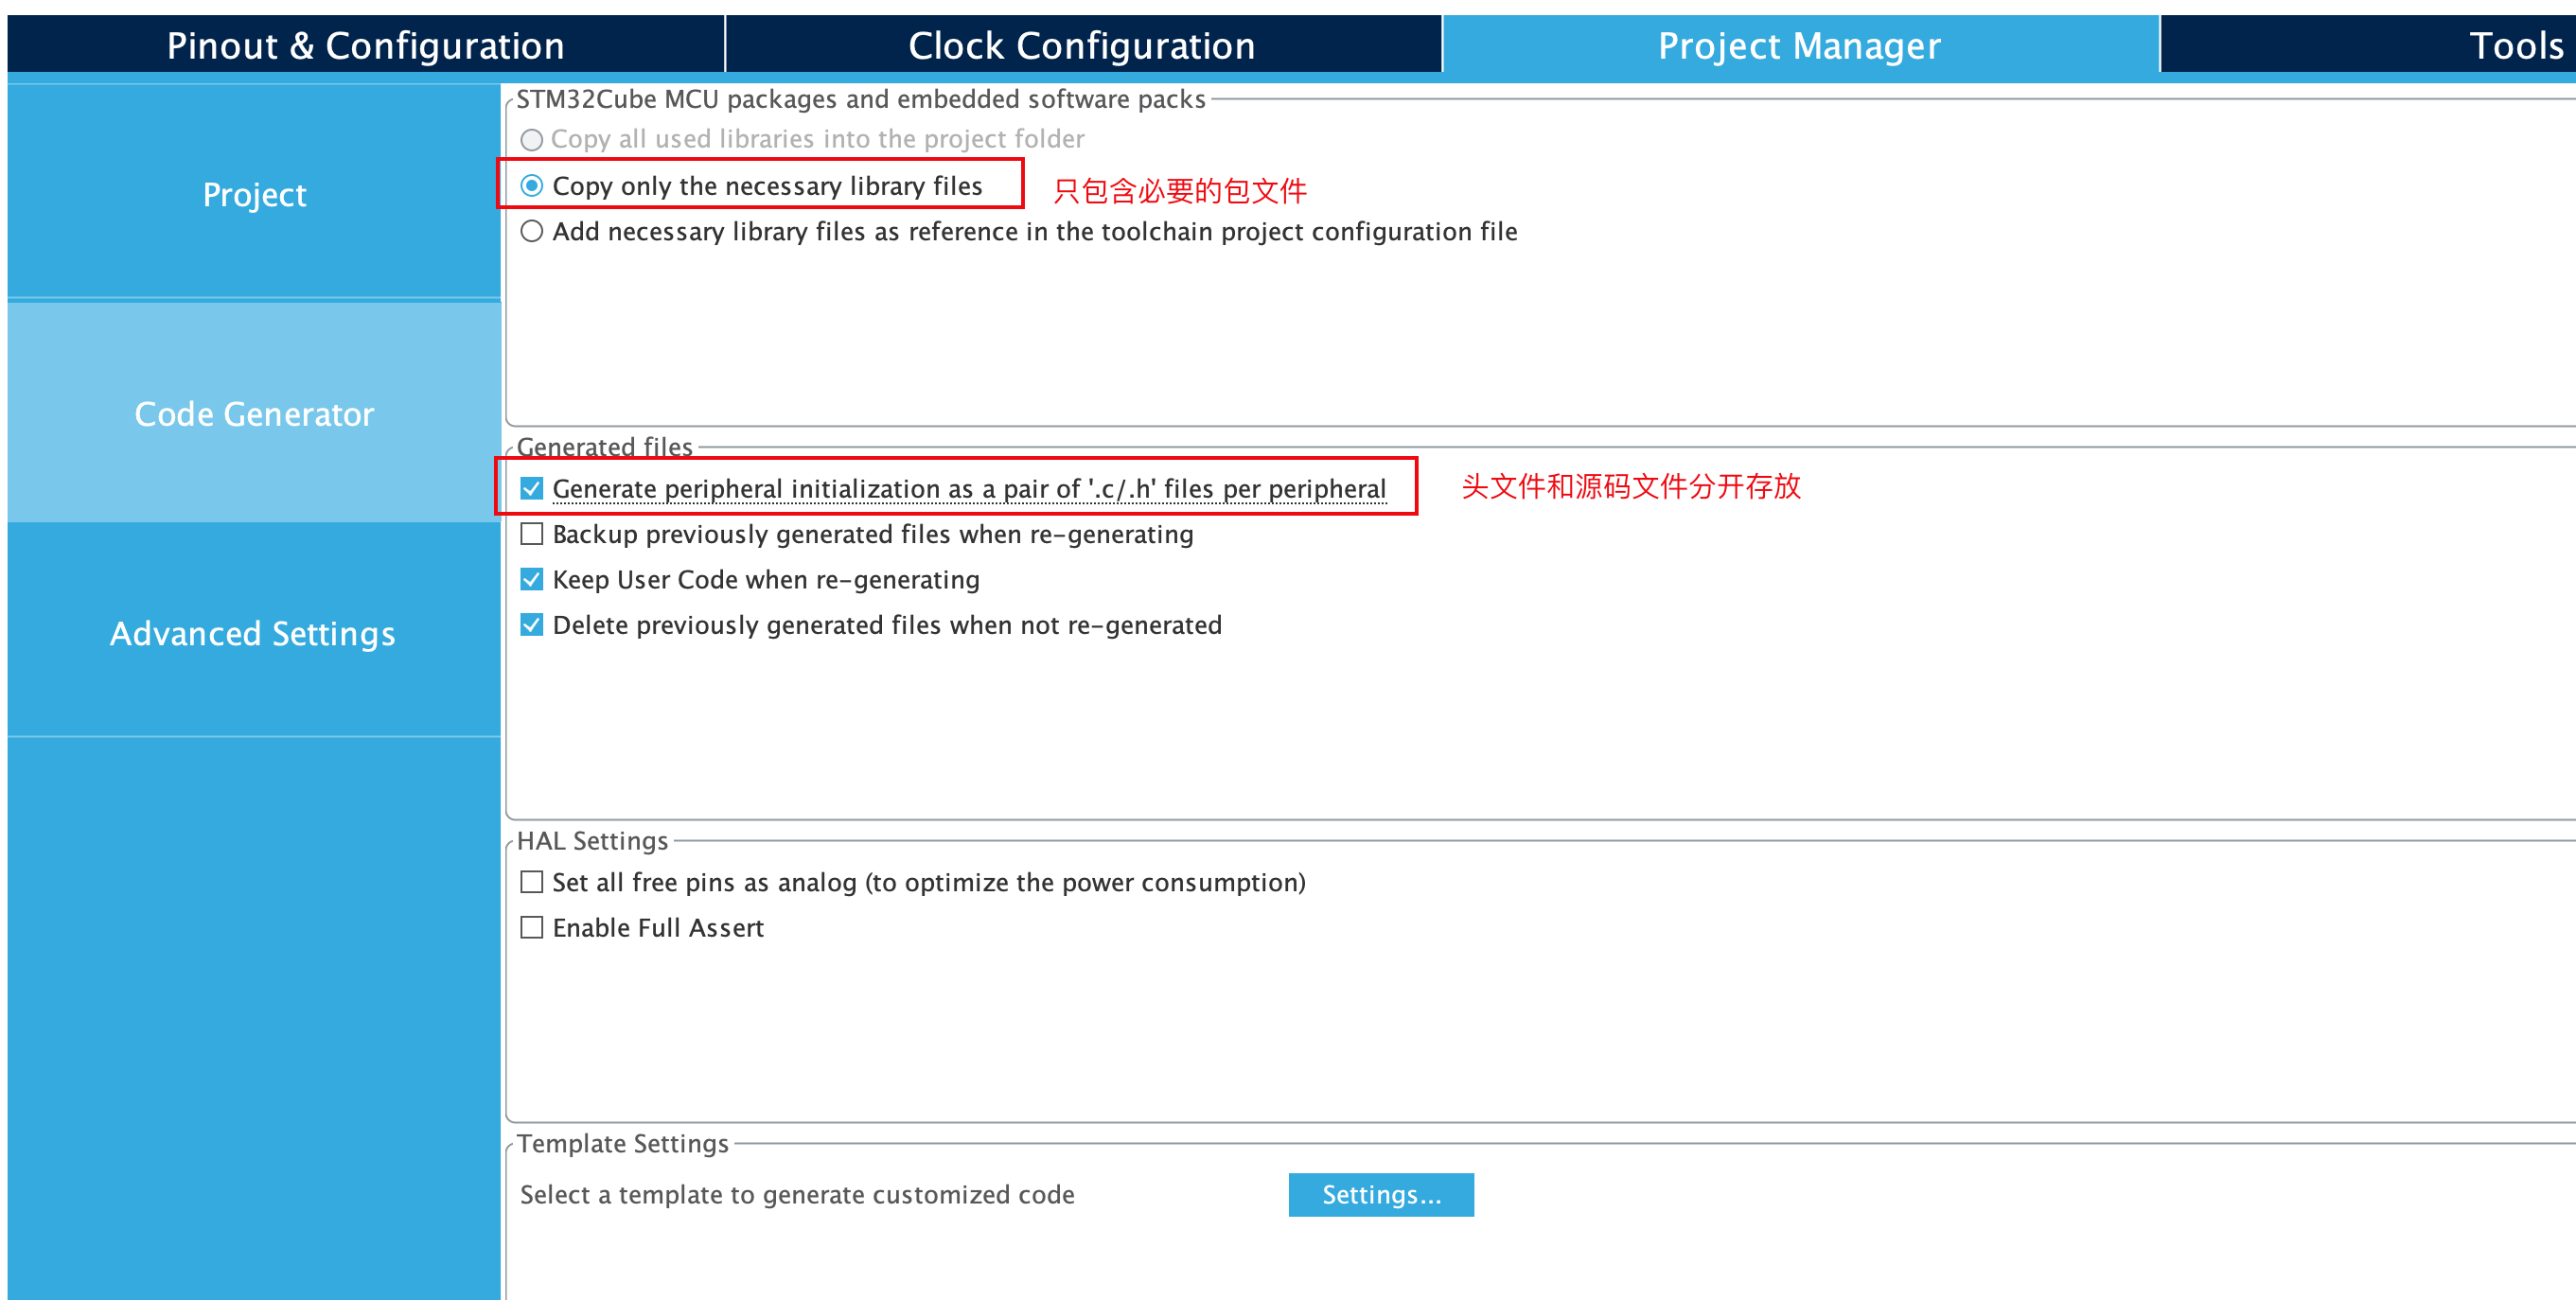 Pinout & Configuration
Clock Configuration
Project Manager
Tools
Project
Code Generator
Advanced Settings
STM32Cube MCU packages and embedded software packs
Copy all used libraries into the project folder
Copy only the necessary library files
只包含必要的包文件
Add necessary library files as reference in the toolchain project configuration file
Generated files
Generate peripheral initialization as a pair of '.c/.h' files per peripheral
头文件和源码文件分开存放
Backup previously generated files when re-generating
Keep User Code when re-generating
Delete previously generated files when not re-generated
HAL Settings
Set all free pins as analog (to optimize the power consumption)
Enable Full Assert
Template Settings
Select a template to generate customized code
Settings...